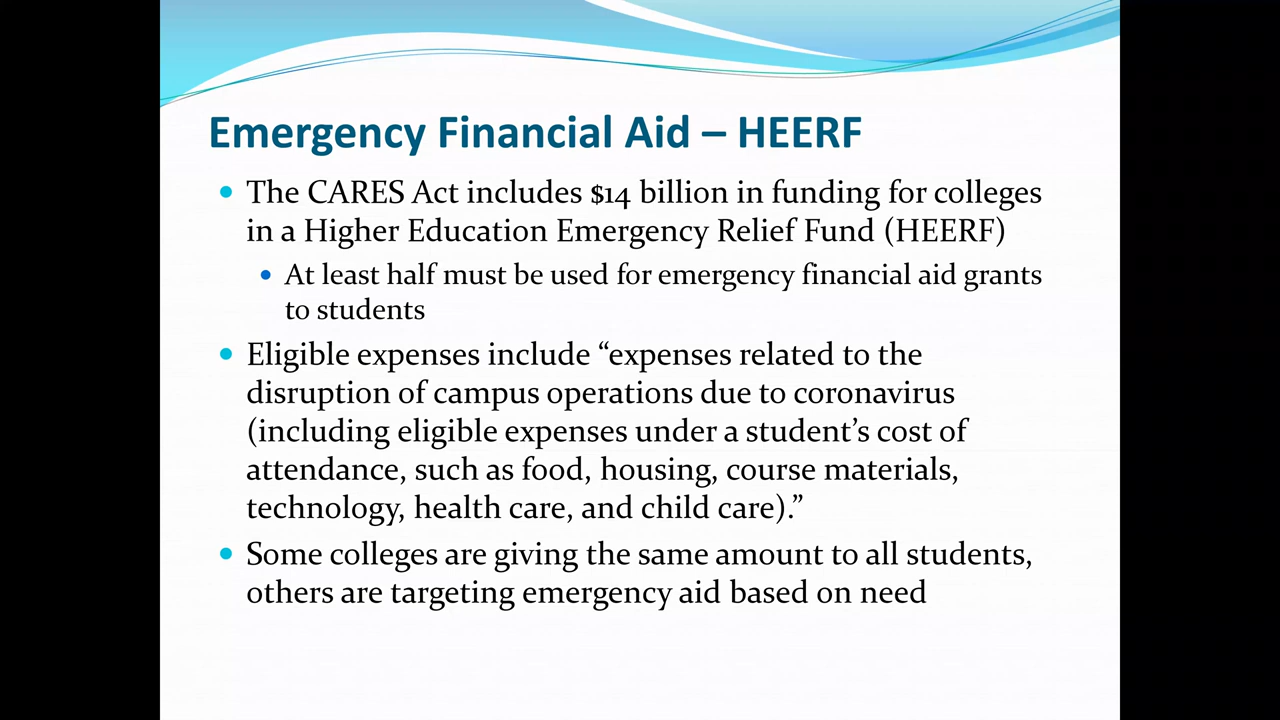 Emergency Financial Aid – HEERF
• The CARES Act includes $14 billion in funding for colleges
in a Higher Education Emergency Relief Fund (HEERF)
• At least half must be used for emergency financial aid grants
to students
• Eligible expenses include “expenses related to the
disruption of campus operations due to coronavirus
(including eligible expenses under a student’s cost of
attendance, such as food, housing, course materials,
technology, health care, and child care).”
• Some colleges are giving the same amount to all students,
others are targeting emergency aid based on need